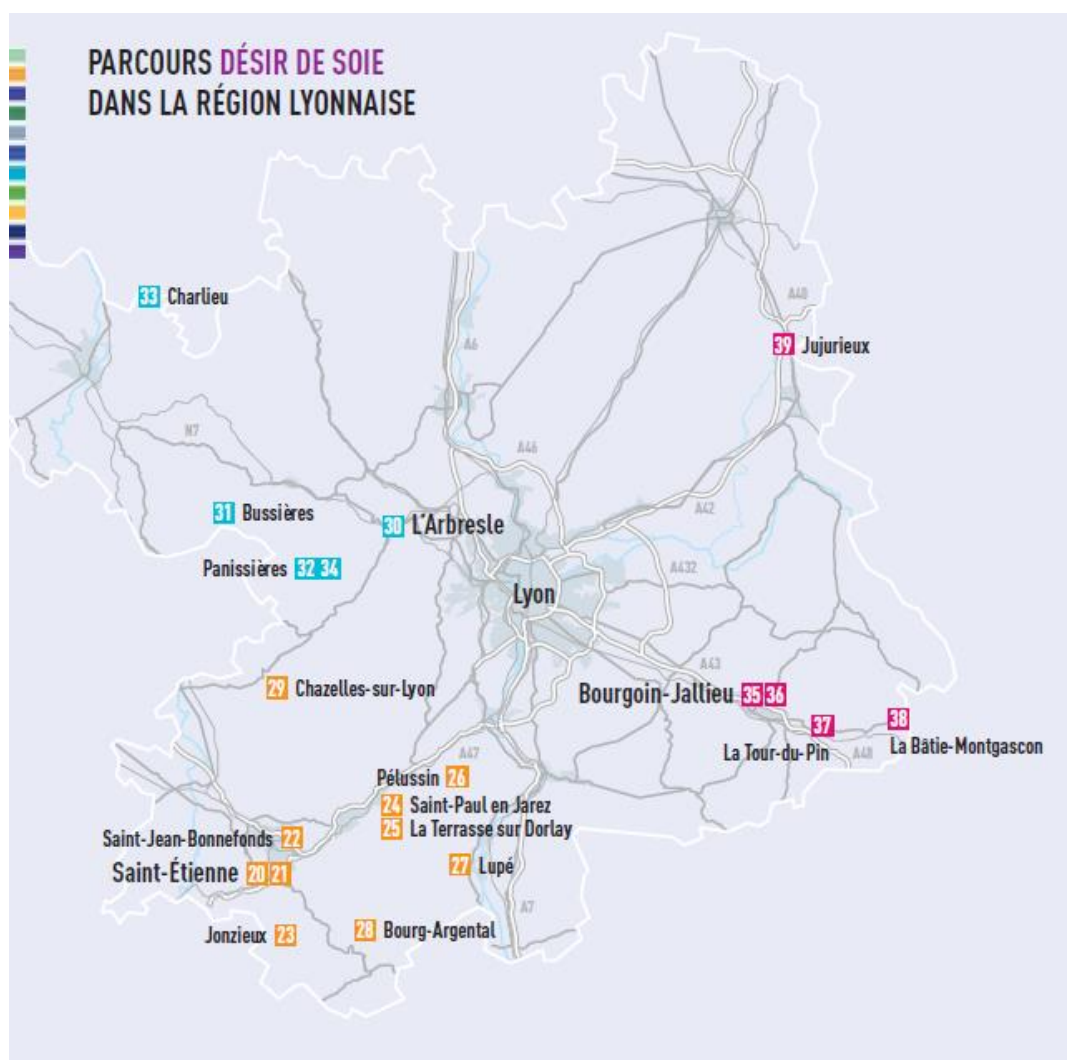 PARCOURS DÉSIR DE SOIE
DANS LA RÉGION LYONNAISE
33 Charlieu
A40
A6
39 Jujurieux
N7
A46
31 Bussières
30 L'Arbresle
A42
Panissières 32 34
A432
Lyon
A43
29 Chazelles-sur-Lyon
Bourgoin-Jallieu 35 36
38
37
La Bâtie-Montgascon
La Tour-du-Pin
A48
A47
Pélussin 26
24 Saint-Paul en Jarez
25 La Terrasse sur Dorlay
Saint-Jean-Bonnefonds 22
27 Lupé
Saint-Étienne 20 21
A7
28 Bourg-Argental
Jonzieux 23